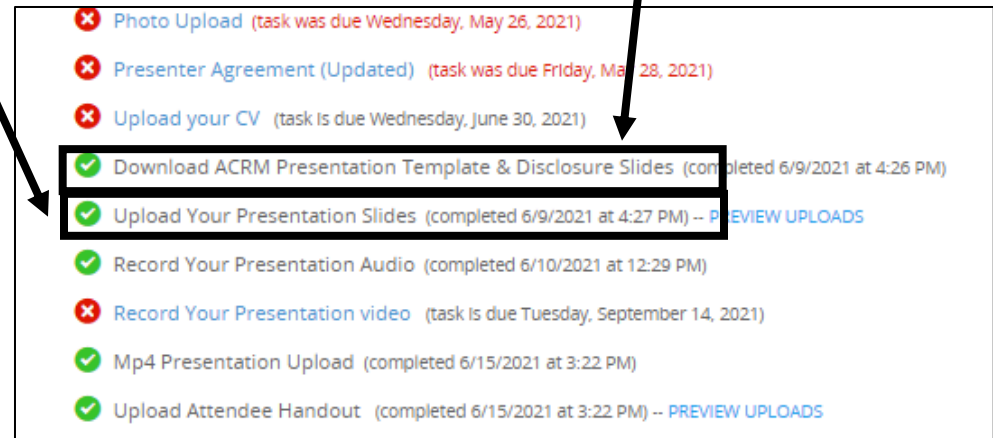 Photo Upload (task was due Wednesday, May 26, 2021)
Presenter Agreement (Updated) (task was due Friday, May 28, 2021)
Upload your CV (task is due Wednesday, June 30, 2021)
Download ACRM Presentation Template & Disclosure Slides (completed 6/9/2021 at 4:26 PM)
Upload Your Presentation Slides (completed 6/9/2021 at 4:27 PM) -- PREVIEW UPLOADS
Record Your Presentation Audio (completed 6/10/2021 at 12:29 PM)
Record Your Presentation video (task is due Tuesday, September 14, 2021)
Mp4 Presentation Upload (completed 6/15/2021 at 3:22 PM)
Upload Attendee Handout (completed 6/15/2021 at 3:22 PM) -- PREVIEW UPLOADS